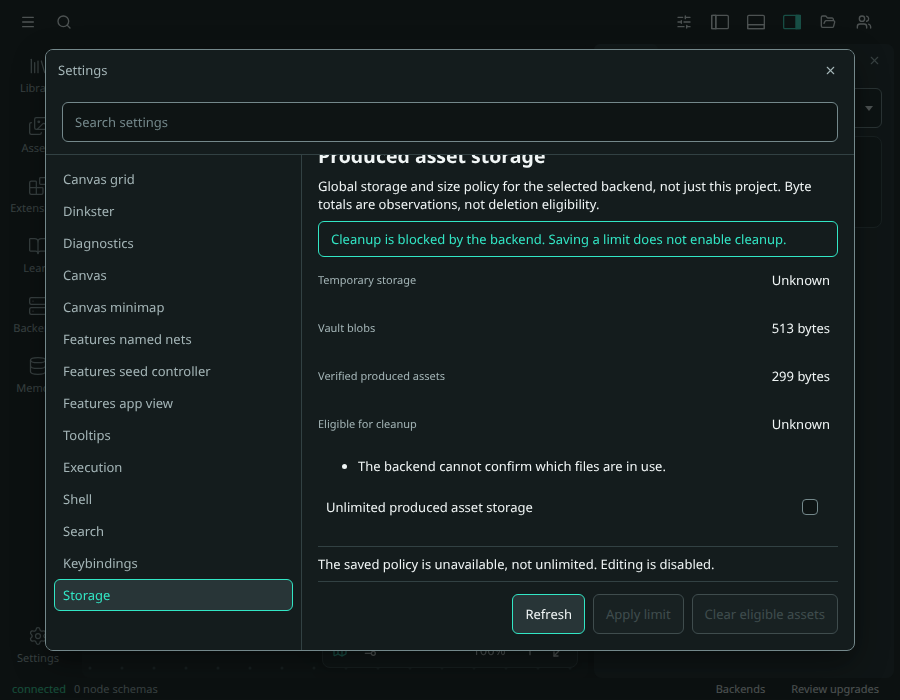 Settings
Search settings
Canvas grid
Dinkster
Diagnostics
Canvas
Canvas minimap
Features named nets
Features seed controller
Features app view
Tooltips
Execution
Shell
Search
Keybindings
Storage
Produced asset storage
Global storage and size policy for the selected backend, not just this project. Byte
totals are observations, not deletion eligibility.
Cleanup is blocked by the backend. Saving a limit does not enable cleanup.
Temporary storage Unknown
Vault blobs 513 bytes
Verified produced assets 299 bytes
Eligible for cleanup Unknown
• The backend cannot confirm which files are in use.
Unlimited produced asset storage
The saved policy is unavailable, not unlimited. Editing is disabled.
Refresh Apply limit Clear eligible assets
Settings
connected 0 node schemas Backends Review upgrades